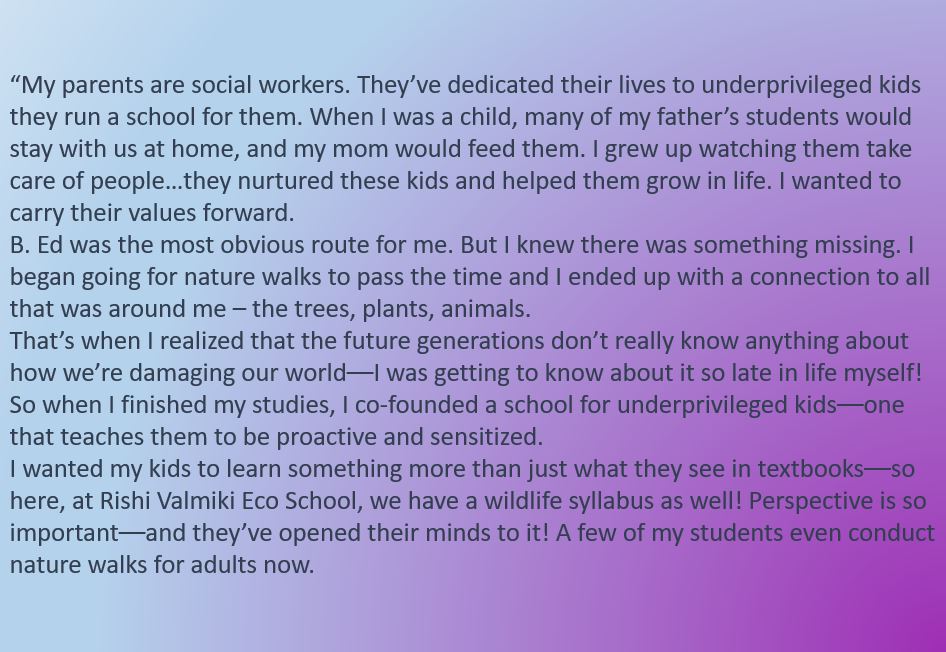 “My parents are social workers. They’ve dedicated their lives to underprivileged kids
they run a school for them. When I was a child, many of my father’s students would
stay with us at home, and my mom would feed them. I grew up watching them take
care of people...they nurtured these kids and helped them grow in life. I wanted to
carry their values forward.
B. Ed was the most obvious route for me. But I knew there was something missing. I
began going for nature walks to pass the time and I ended up with a connection to all
that was around me – the trees, plants, animals.
That’s when I realized that the future generations don’t really know anything about
how we’re damaging our world—I was getting to know about it so late in life myself!
So when I finished my studies, I co-founded a school for underprivileged kids—one
that teaches them to be proactive and sensitized.
I wanted my kids to learn something more than just what they see in textbooks—so
here, at Rishi Valmiki Eco School, we have a wildlife syllabus as well! Perspective is so
important—and they’ve opened their minds to it! A few of my students even conduct
nature walks for adults now.